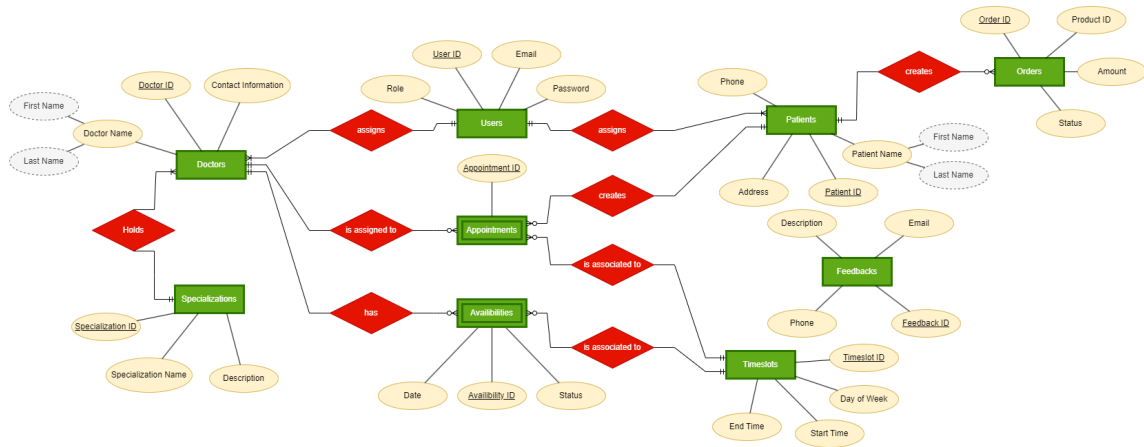 Order ID
Product ID
User ID
Email
Phone
creates
Orders
Amount
Doctor ID
Contact Information
Role
Password
First Name
Doctor Name
assigns
Users
assigns
Patients
Status
First Name
Patient Name
Last Name
Doctors
Appointment ID
Last Name
Address
Patient ID
creates
Holds
is assigned to
Appointments
Description
Email
is associated to
Feedbacks
Specializations
has
Availibilities
Phone
Feedback ID
Specialization ID
is associated to
Timeslots
Timeslot ID
Specialization Name
Description
Date
Availibility ID
Status
Day of Week
End Time
Start Time